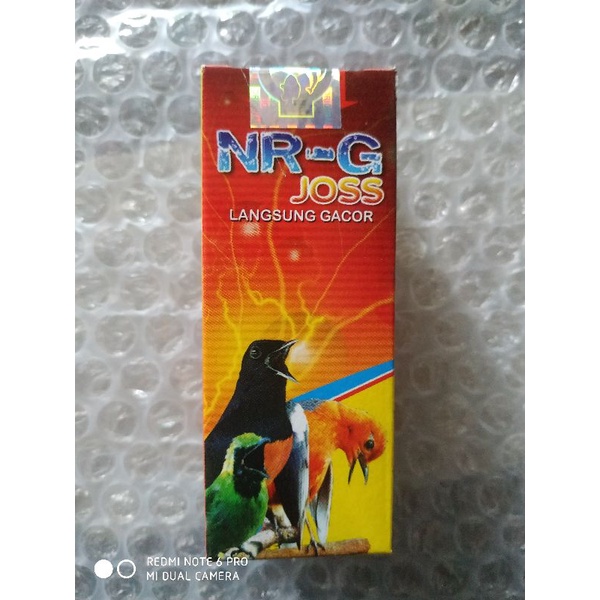 NR-G
JOSS
LANGSUNG GACOR
REDMI NOTE 6 PRO
MI DUAL CAMERA